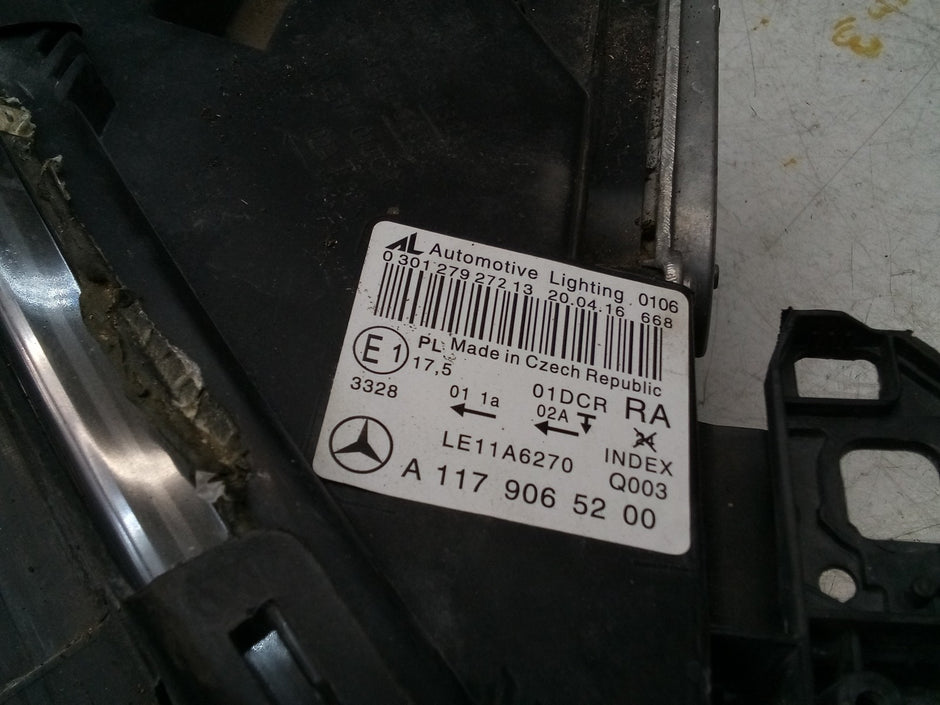 AL Automotive Lighting 0106
0 301 279 272 13 20.04.16 668
E1 PL Made in Czech Republic
17,5
3328 01 1a 01DCR RA
02A
LE11A6270 INDEX
Q003
A 117 906 52 00